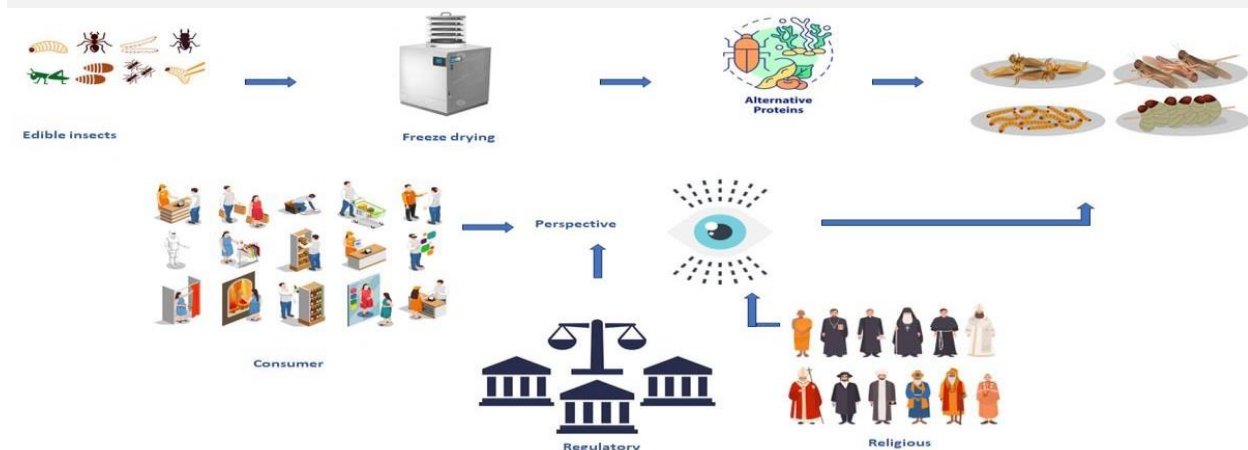 Edible insects
Freeze drying
Alternative
Proteins
Perspective
Consumer
Regulatory
Religious